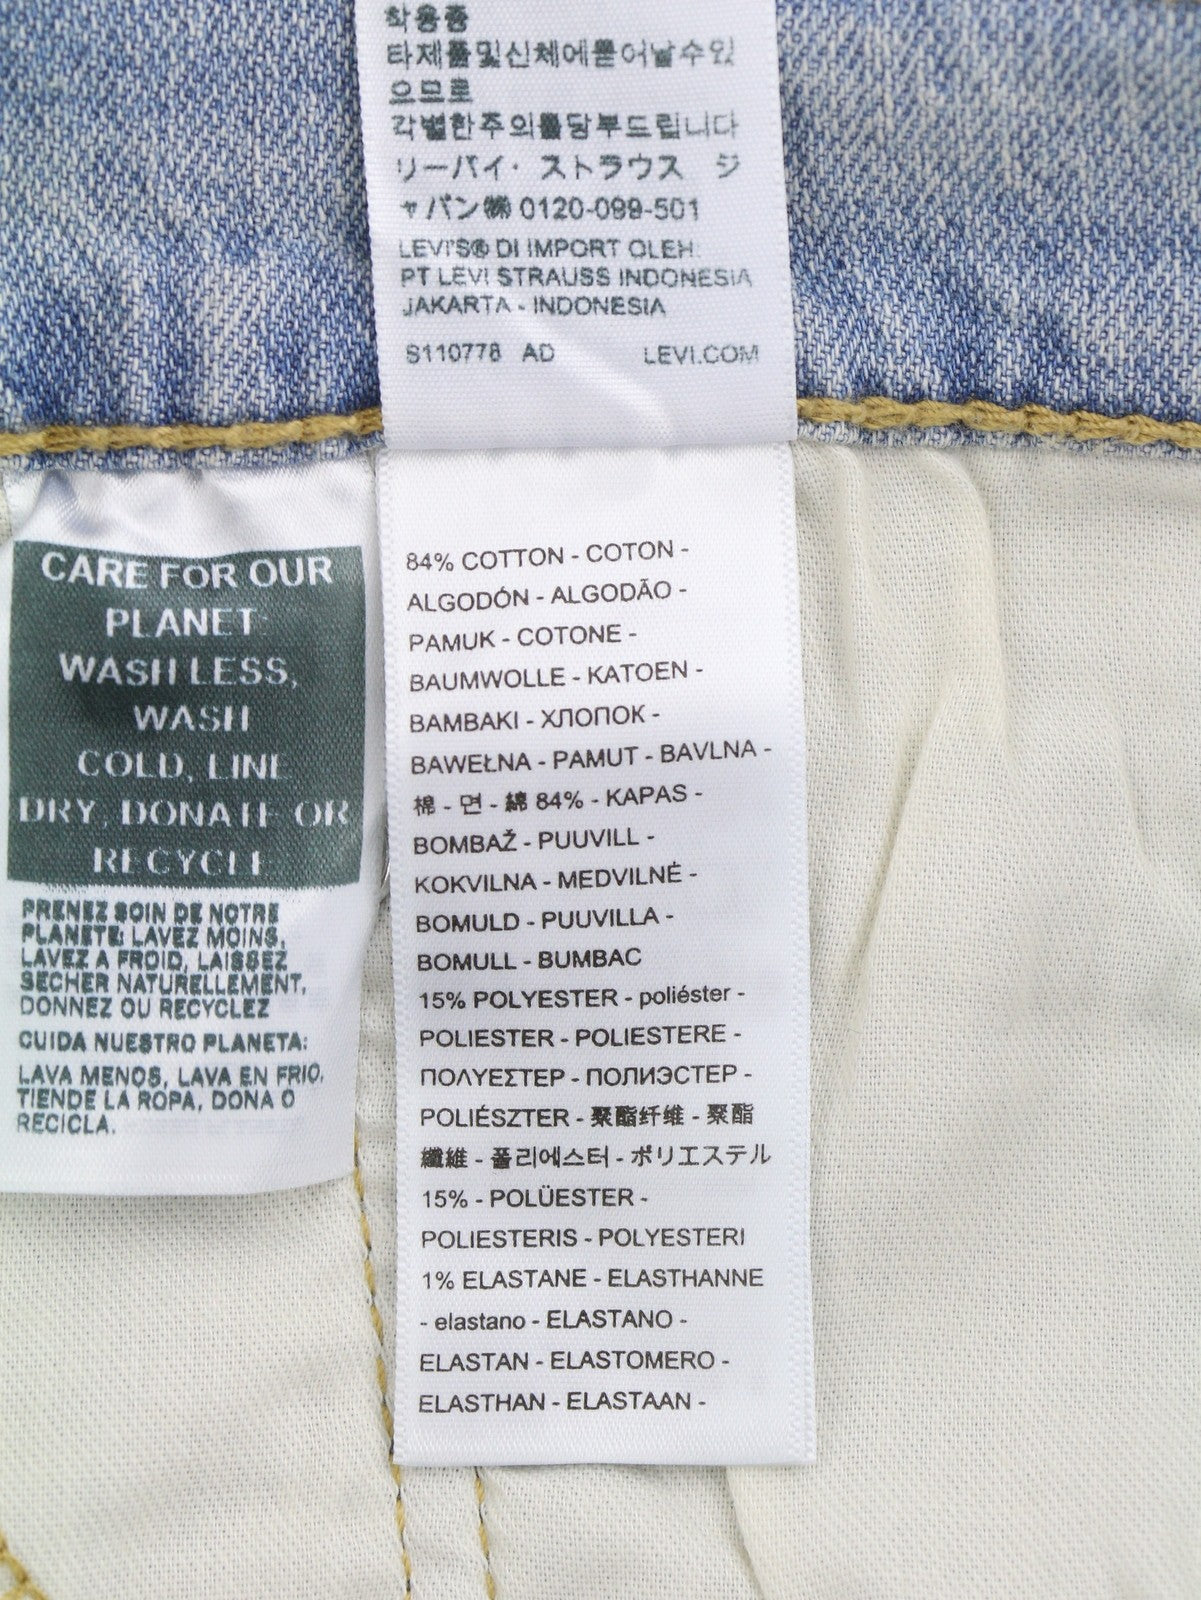 착용중
타제품및신체에묻어날수있
으므로
각별한주의를당부드립니다
リーバイ・ストラウス ジ
ャパン㈱ 0120-099-501
LEVI'S® DI IMPORT OLEH:
PT LEVI STRAUSS INDONESIA
JAKARTA - INDONESIA
S110778 AD LEVI.COM
CARE FOR OUR
PLANET:
WASH LESS,
WASH
COLD, LINE
DRY, DONATE OR
RECYCLE
PRENEZ SOIN DE NOTRE
PLANETE: LAVEZ MOINS,
LAVEZ A FROID, LAISSEZ
SECHER NATURELLEMENT,
DONNEZ OU RECYCLEZ
CUIDA NUESTRO PLANETA:
LAVA MENOS, LAVA EN FRIO,
TIENDE LA ROPA, DONA O
RECICLA.
84% COTTON - COTON -
ALGODÓN - ALGODÃO -
PAMUK - COTONE -
BAUMWOLLE - KATOEN -
BAMBAKI - ХЛОПОК -
BAWEŁNA - PAMUT - BAVLNA -
棉 - 면 - 綿 84% - KAPAS -
BOMBAŽ - PUUVILL -
KOKVILNA - MEDVILNĖ -
BOMULD - PUUVILLA -
BOMULL - BUMBAC
15% POLYESTER - poliéster -
POLIESTER - POLIESTERE -
ΠΟΛΥΕΣΤΕΡ - ПОЛИЭСТЕР -
POLIÉSZTER - 聚酯纤维 - 聚酯
纖維 - 폴리에스터 - ポリエステル
15% - POLÜESTER -
POLIESTERIS - POLYESTERI
1% ELASTANE - ELASTHANNE
- elastano - ELASTANO -
ELASTAN - ELASTOMERO -
ELASTHAN - ELASTAAN -